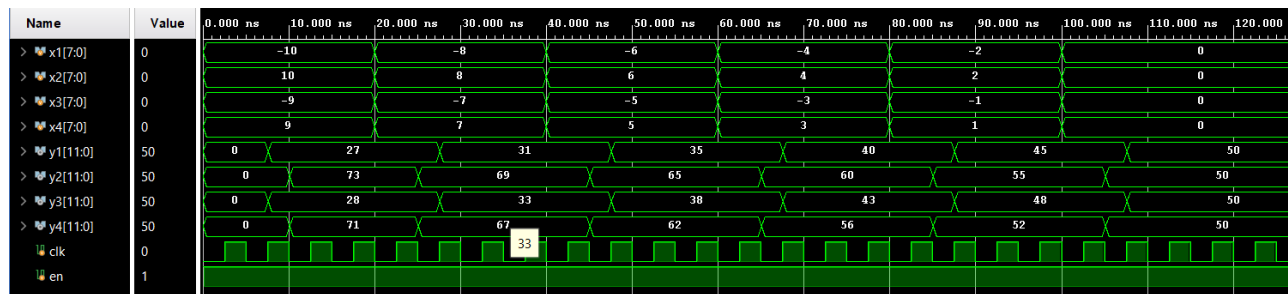 Name Value 0.000 ns 10.000 ns 20.000 ns 30.000 ns 40.000 ns 50.000 ns 60.000 ns 70.000 ns 80.000 ns 90.000 ns 100.000 ns 110.000 ns 120.000
x1[7:0] 0 -10 -8 -6 -4 -2 0
x2[7:0] 0 10 8 6 4 2 0
x3[7:0] 0 -9 -7 -5 -3 -1 0
x4[7:0] 0 9 7 5 3 1 0
y1[11:0] 50 0 27 31 35 40 45 50
y2[11:0] 50 0 73 69 65 60 55 50
y3[11:0] 50 0 28 33 38 43 48 50
y4[11:0] 50 0 71 67 62 56 52 50
33
clk 0
en 1